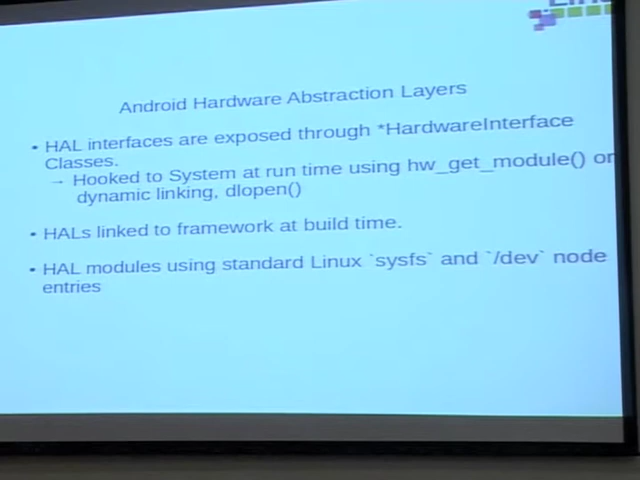 Android Hardware Abstraction Layers
• HAL interfaces are exposed through *HardwareInterface
Classes.
→ Hooked to System at run time using hw_get_module() or
dynamic linking, dlopen()
• HALs linked to framework at build time.
• HAL modules using standard Linux `sysfs` and `/dev` node
entries